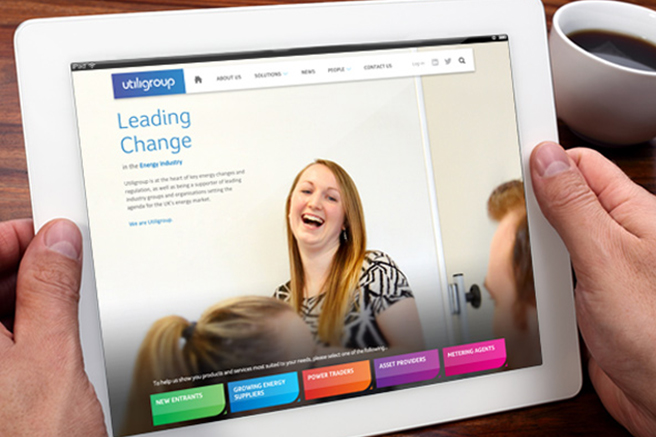 iPad
utiligroup
ABOUT US
SOLUTIONS
NEWS
PEOPLE
CONTACT US
Log in
Leading
Change
in the Energy Industry
Utiligroup is at the heart of key energy changes and
regulation, as well as being a supporter of leading
industry groups and organisations setting the
agenda for the UK's energy market.
We are Utiligroup.
To help us show you products and services most suited to your needs, please select one of the following...
NEW ENTRANTS
GROWING ENERGY
SUPPLIERS
POWER TRADERS
ASSET PROVIDERS
METERING AGENTS